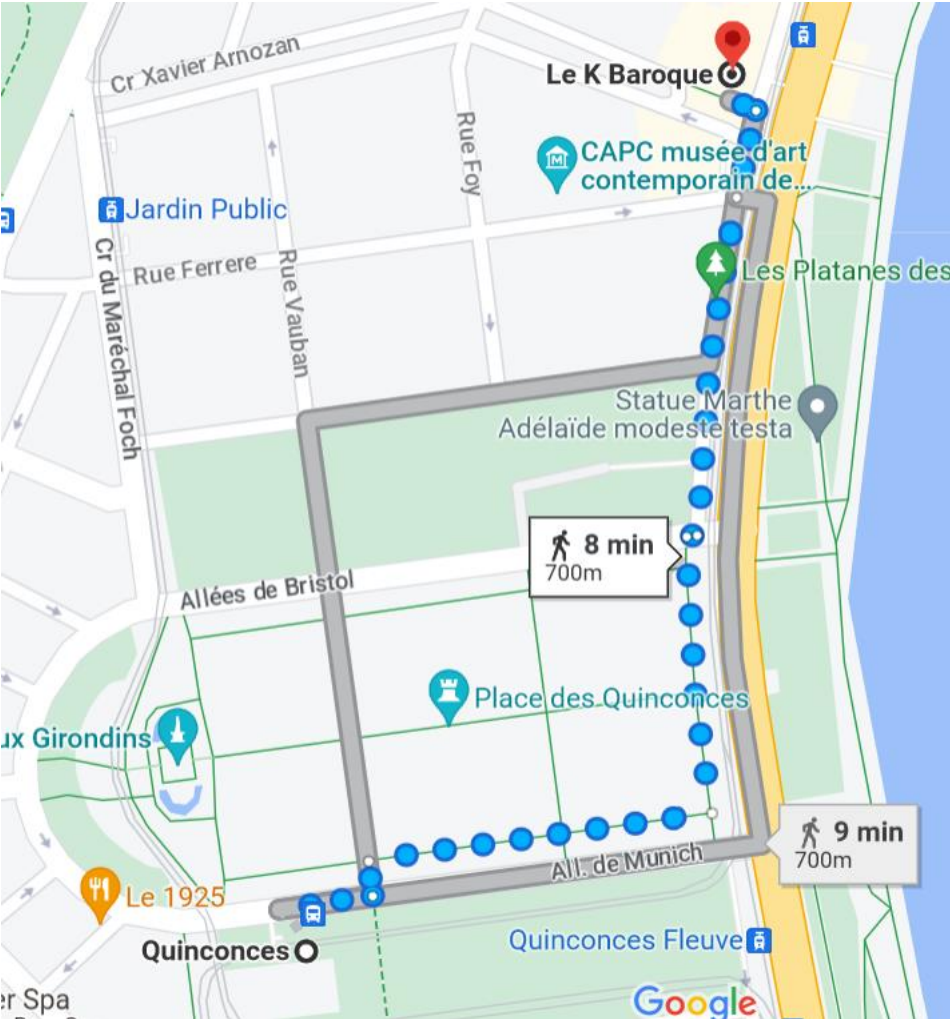 Cr Xavier Arnozan
Le K Baroque
Rue Foy
CAPC musée d'art
contemporain de...
Jardin Public
Cr du Maréchal Foch
Rue Ferrere
Rue Vauban
Les Platanes des
Statue Marthe
Adélaïde modeste testa
8 min
700m
Allées de Bristol
Place des Quinconces
ux Girondins
9 min
700m
All. de Munich
Le 1925
Quinconces
Quinconces Fleuve
er Spa
Google